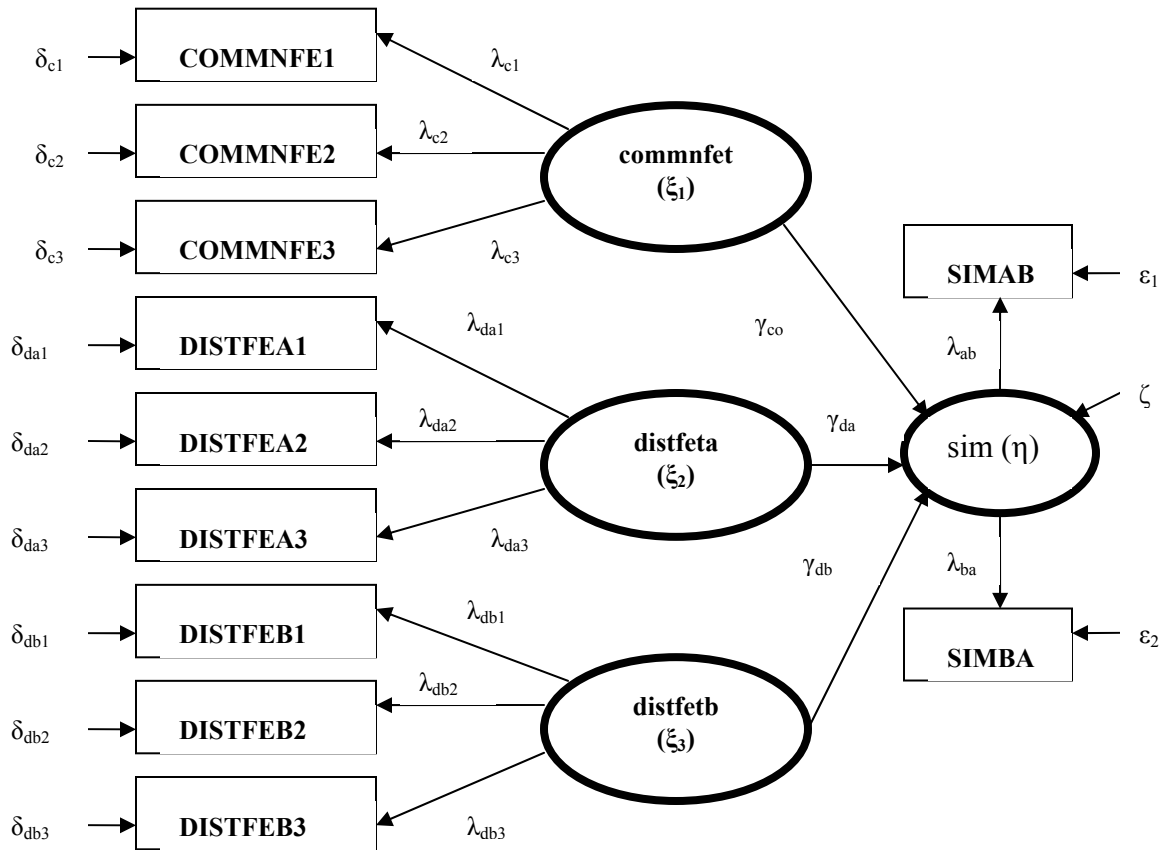 δc1
COMMNFE1
λc1
δc2
COMMNFE2
λc2
commnfet
(ξ1)
δc3
COMMNFE3
λc3
SIMAB
ε1
δda1
DISTFEA1
λda1
γco
λab
ζ
δda2
DISTFEA2
λda2
distfeta
(ξ2)
γda
sim (η)
δda3
DISTFEA3
λda3
γdb
λba
δdb1
DISTFEB1
λdb1
SIMBA
ε2
δdb2
DISTFEB2
λdb2
distfetb
(ξ3)
δdb3
DISTFEB3
λdb3